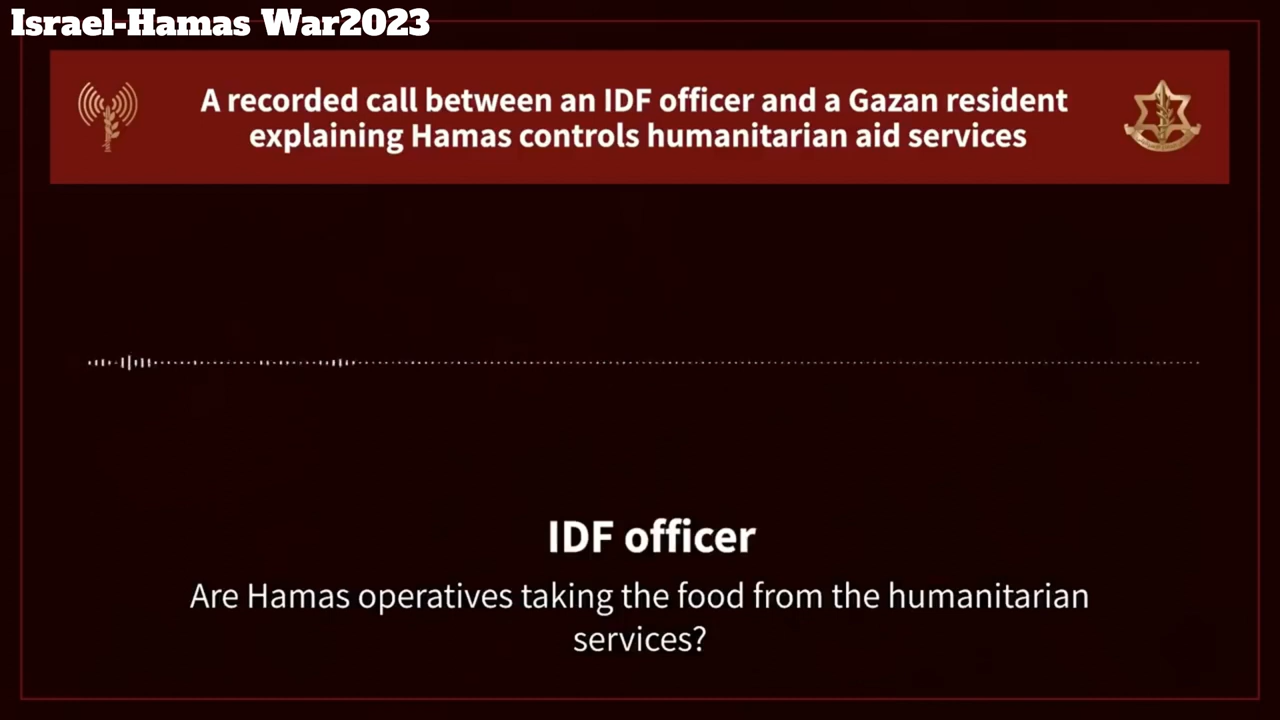 Israel-Hamas War2023
A recorded call between an IDF officer and a Gazan resident
explaining Hamas controls humanitarian aid services
IDF officer
Are Hamas operatives taking the food from the humanitarian
services?